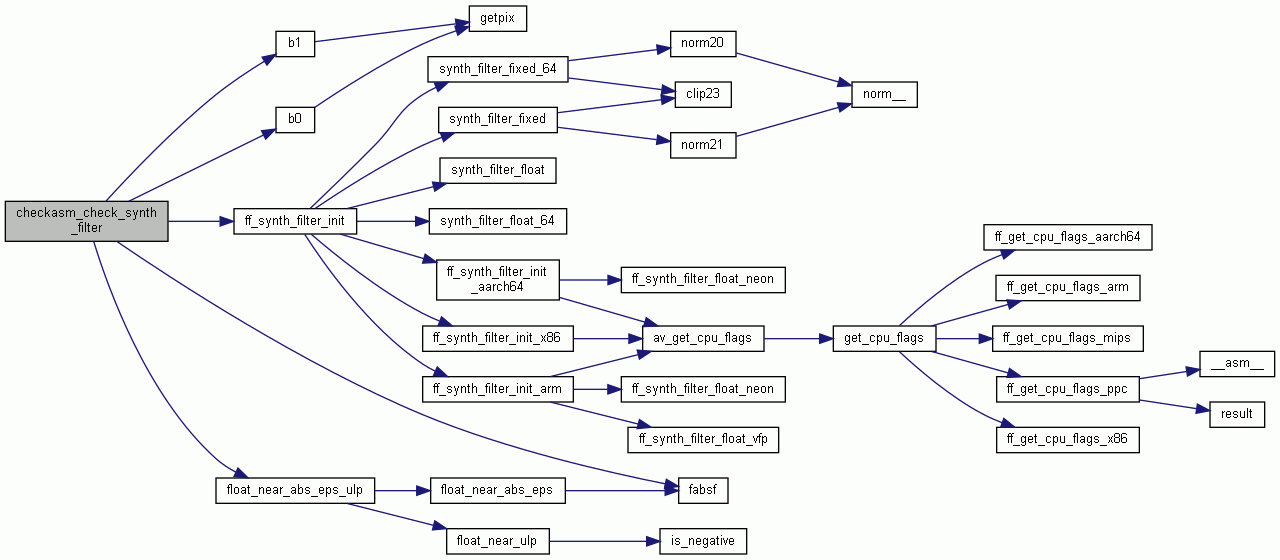 checkasm_check_synth
_filter
b1
b0
getpix
ff_synth_filter_init
synth_filter_fixed_64
synth_filter_fixed
norm20
clip23
norm21
norm__
synth_filter_float
synth_filter_float_64
ff_synth_filter_init
_aarch64
ff_synth_filter_init_x86
ff_synth_filter_init_arm
ff_synth_filter_float_neon
av_get_cpu_flags
ff_synth_filter_float_neon
ff_synth_filter_float_vfp
get_cpu_flags
ff_get_cpu_flags_aarch64
ff_get_cpu_flags_arm
ff_get_cpu_flags_mips
ff_get_cpu_flags_ppc
ff_get_cpu_flags_x86
__asm__
result
float_near_abs_eps_ulp
float_near_abs_eps
fabsf
float_near_ulp
is_negative